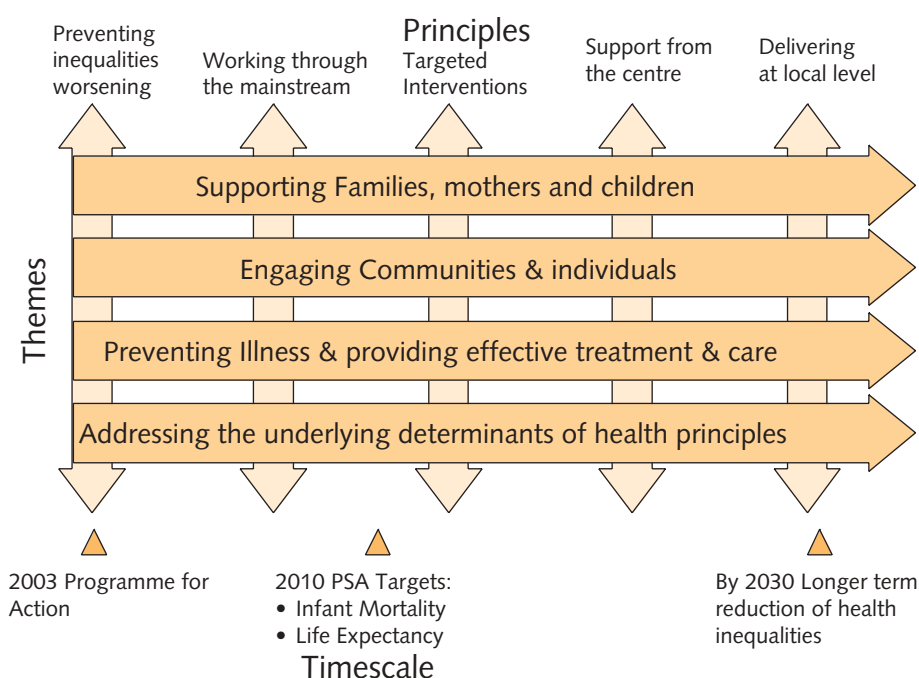 Principles
Preventing
inequalities
worsening
Working through
the mainstream
Targeted
Interventions
Support from
the centre
Delivering
at local level
Themes
Supporting Families, mothers and children
Engaging Communities & individuals
Preventing Illness & providing effective treatment & care
Addressing the underlying determinants of health principles
2003 Programme for
Action
2010 PSA Targets:
• Infant Mortality
• Life Expectancy
By 2030 Longer term
reduction of health
inequalities
Timescale